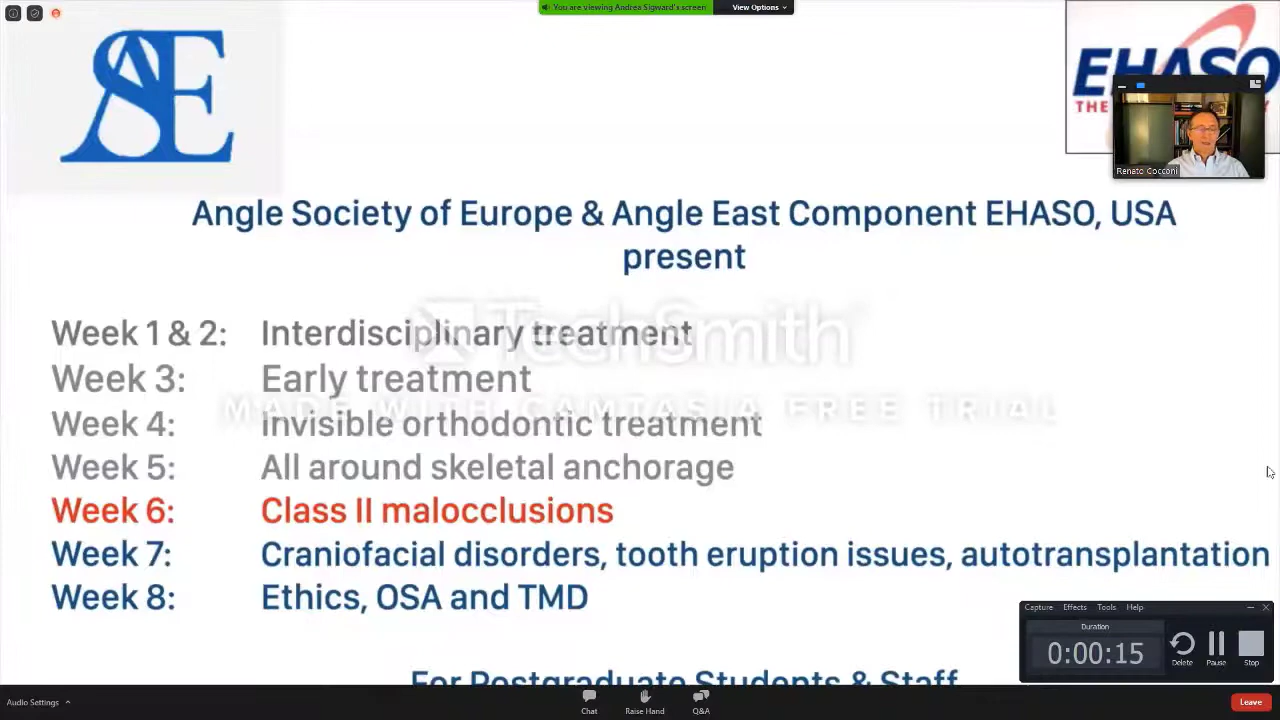 You are viewing Andrea Sigward's screen
View Options
ASE
EHASO
THE
Renato Cocconi
Angle Society of Europe & Angle East Component EHASO, USA
present
Week 1 & 2: Interdisciplinary treatment
Week 3: Early treatment
TechSmith
MADE WITH CAMTASIA FREE TRIAL
Week 4: Invisible orthodontic treatment
Week 5: All around skeletal anchorage
Week 6: Class II malocclusions
Week 7: Craniofacial disorders, tooth eruption issues, autotransplantation
Week 8: Ethics, OSA and TMD
For Postgraduate Students & Staff
Capture Effects Tools Help
Duration
0:00:15
Delete Pause Stop
Audio Settings
Chat Raise Hand Q&A
Leave